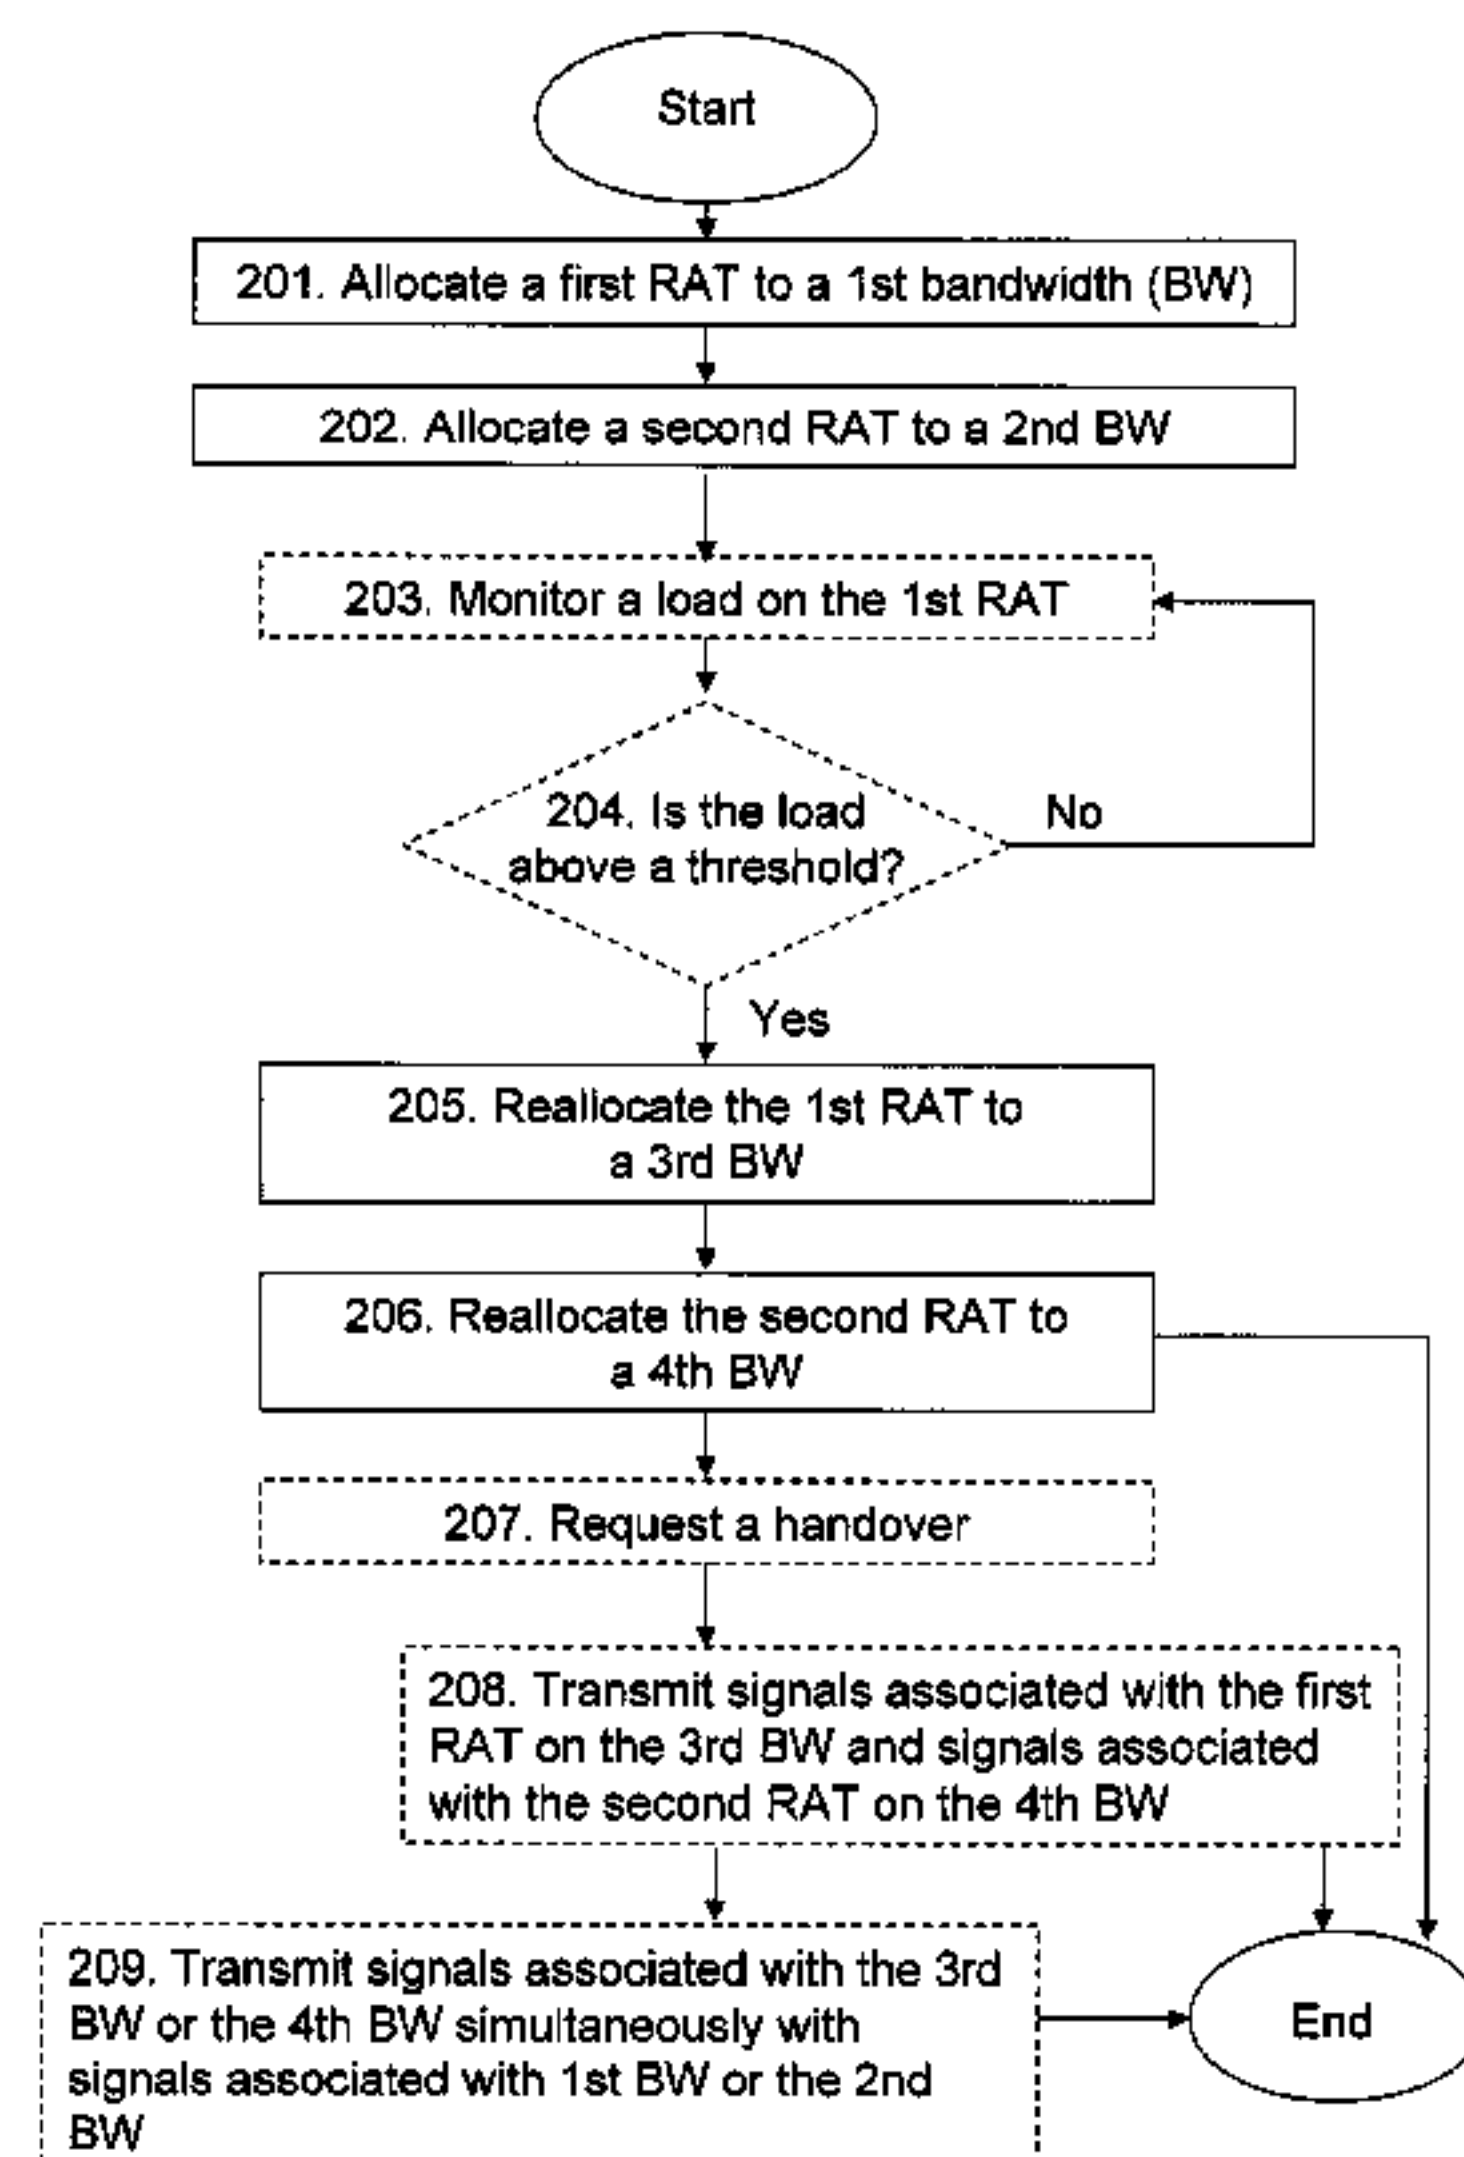 Start
201. Allocate a first RAT to a 1st bandwidth (BW)
202. Allocate a second RAT to a 2nd BW
203. Monitor a load on the 1st RAT
204. Is the load
above a threshold?
No
Yes
205. Reallocate the 1st RAT to
a 3rd BW
206. Reallocate the second RAT to
a 4th BW
207. Request a handover
208. Transmit signals associated with the first
RAT on the 3rd BW and signals associated
with the second RAT on the 4th BW
209. Transmit signals associated with the 3rd
BW or the 4th BW simultaneously with
signals associated with 1st BW or the 2nd
BW
End